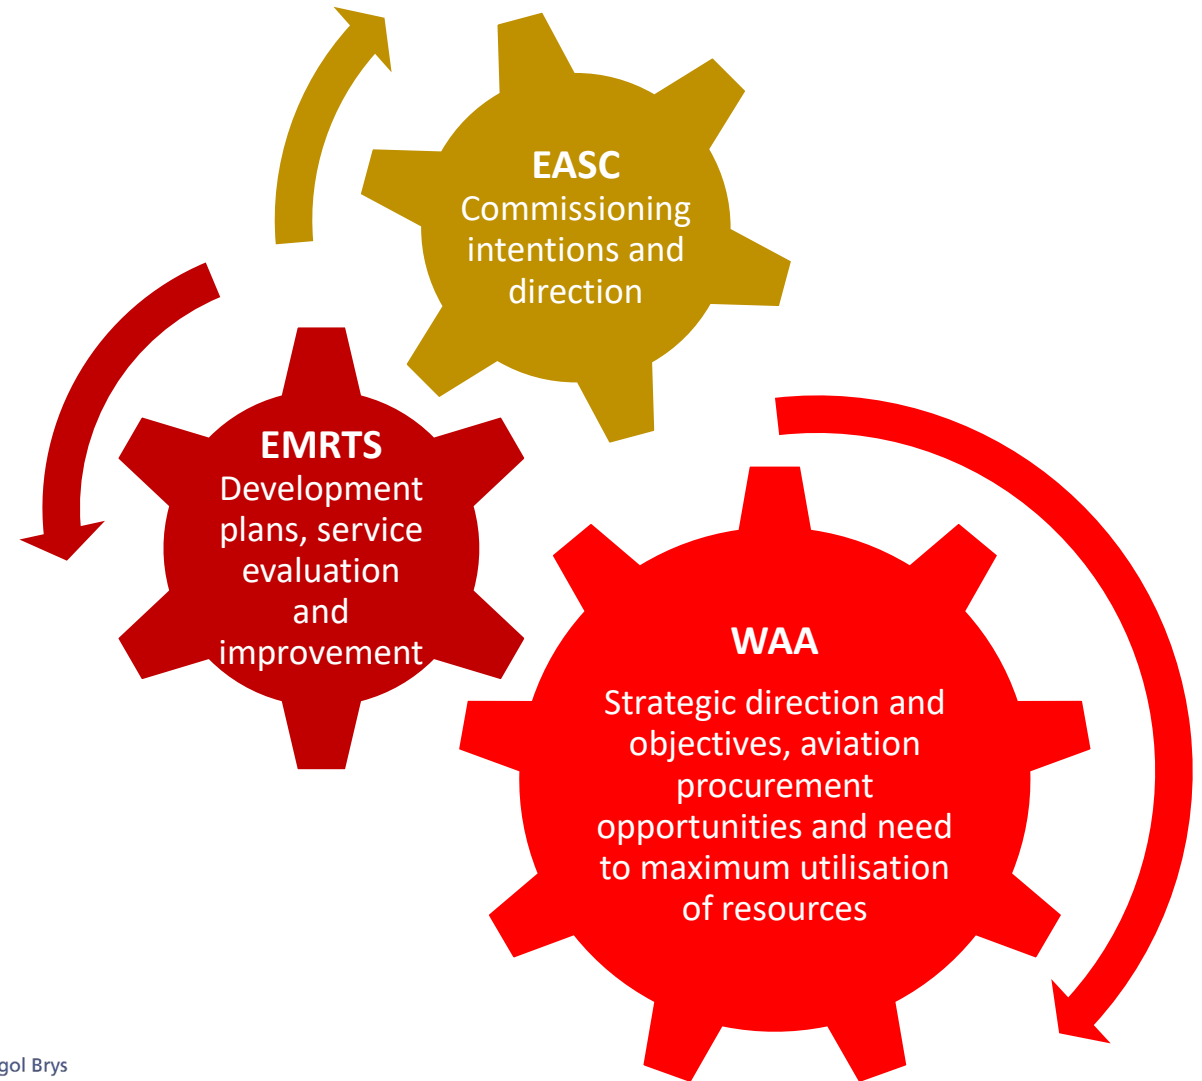 EASC
Commissioning
intentions and
direction
EMRTS
Development
plans, service
evaluation
and
improvement
WAA
Strategic direction and
objectives, aviation
procurement
opportunities and need
to maximum utilisation
of resources
gol Brys